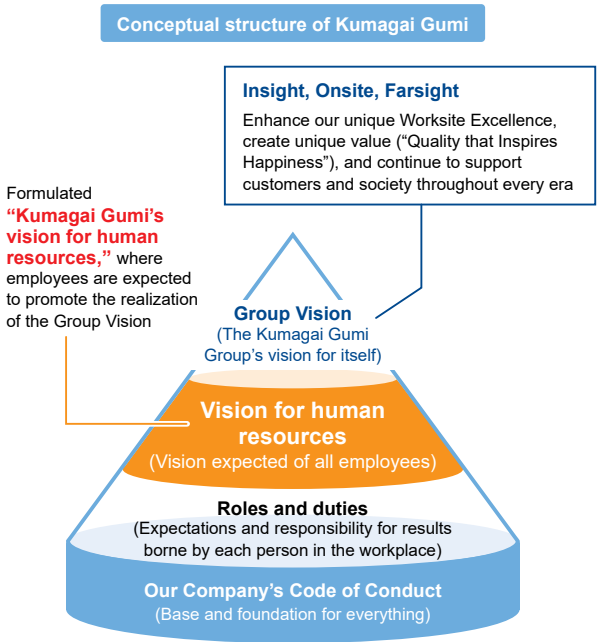 Conceptual structure of Kumagai Gumi
Insight, Onsite, Farsight
Enhance our unique Worksite Excellence,
create unique value (“Quality that Inspires
Happiness”), and continue to support
customers and society throughout every era
Formulated
“Kumagai Gumi’s
vision for human
resources,” where
employees are expected
to promote the realization
of the Group Vision
Group Vision
(The Kumagai Gumi
Group’s vision for itself)
Vision for human
resources
(Vision expected of all employees)
Roles and duties
(Expectations and responsibility for results
borne by each person in the workplace)
Our Company’s Code of Conduct
(Base and foundation for everything)